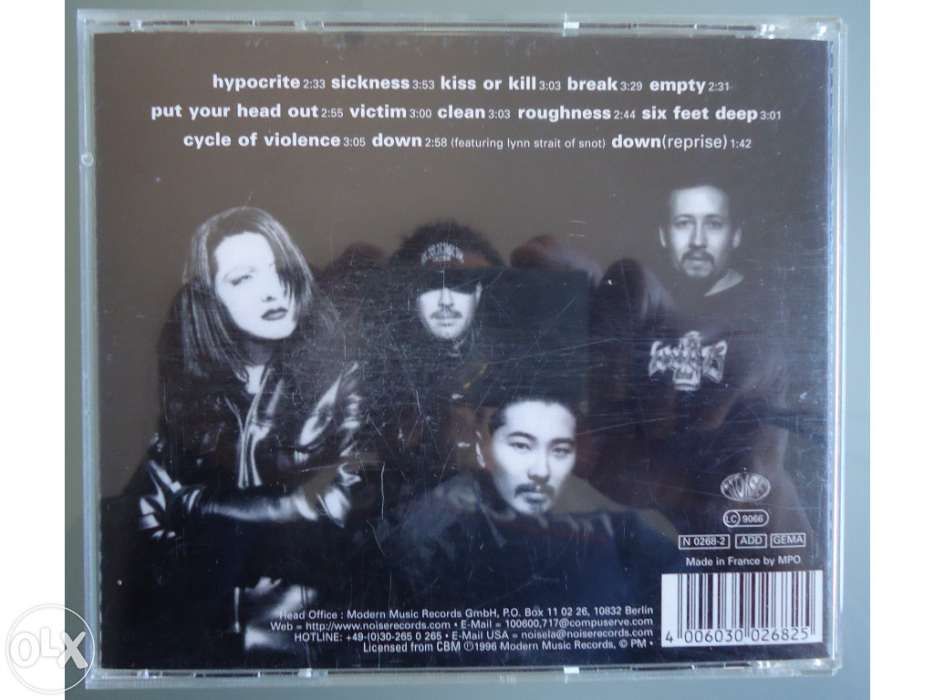 hypocrite 2:33 sickness 3:53 kiss or kill 3:03 break 3:29 empty 2:31
put your head out 2:55 victim 3:00 clean 3:03 roughness 2:44 six feet deep 3:01
cycle of violence 3:05 down 2:58 (featuring lynn strait of snot) down(reprise) 1:42
NOISE
LC 9066
N 0268-2 ADD GEMA
Made in France by MPO
Head Office : Modern Music Records GmbH, P.O. Box 11 02 26, 10832 Berlin
Web = http://www.noiserecords.com • E-Mail = 100600,717@compuserve.com
HOTLINE: +49-(0)30-265 0 265 • E-Mail USA = noisela@noiserecords.com
Licensed from CBM ℗1996 Modern Music Records, © PM •
4 006030 026825
OLX